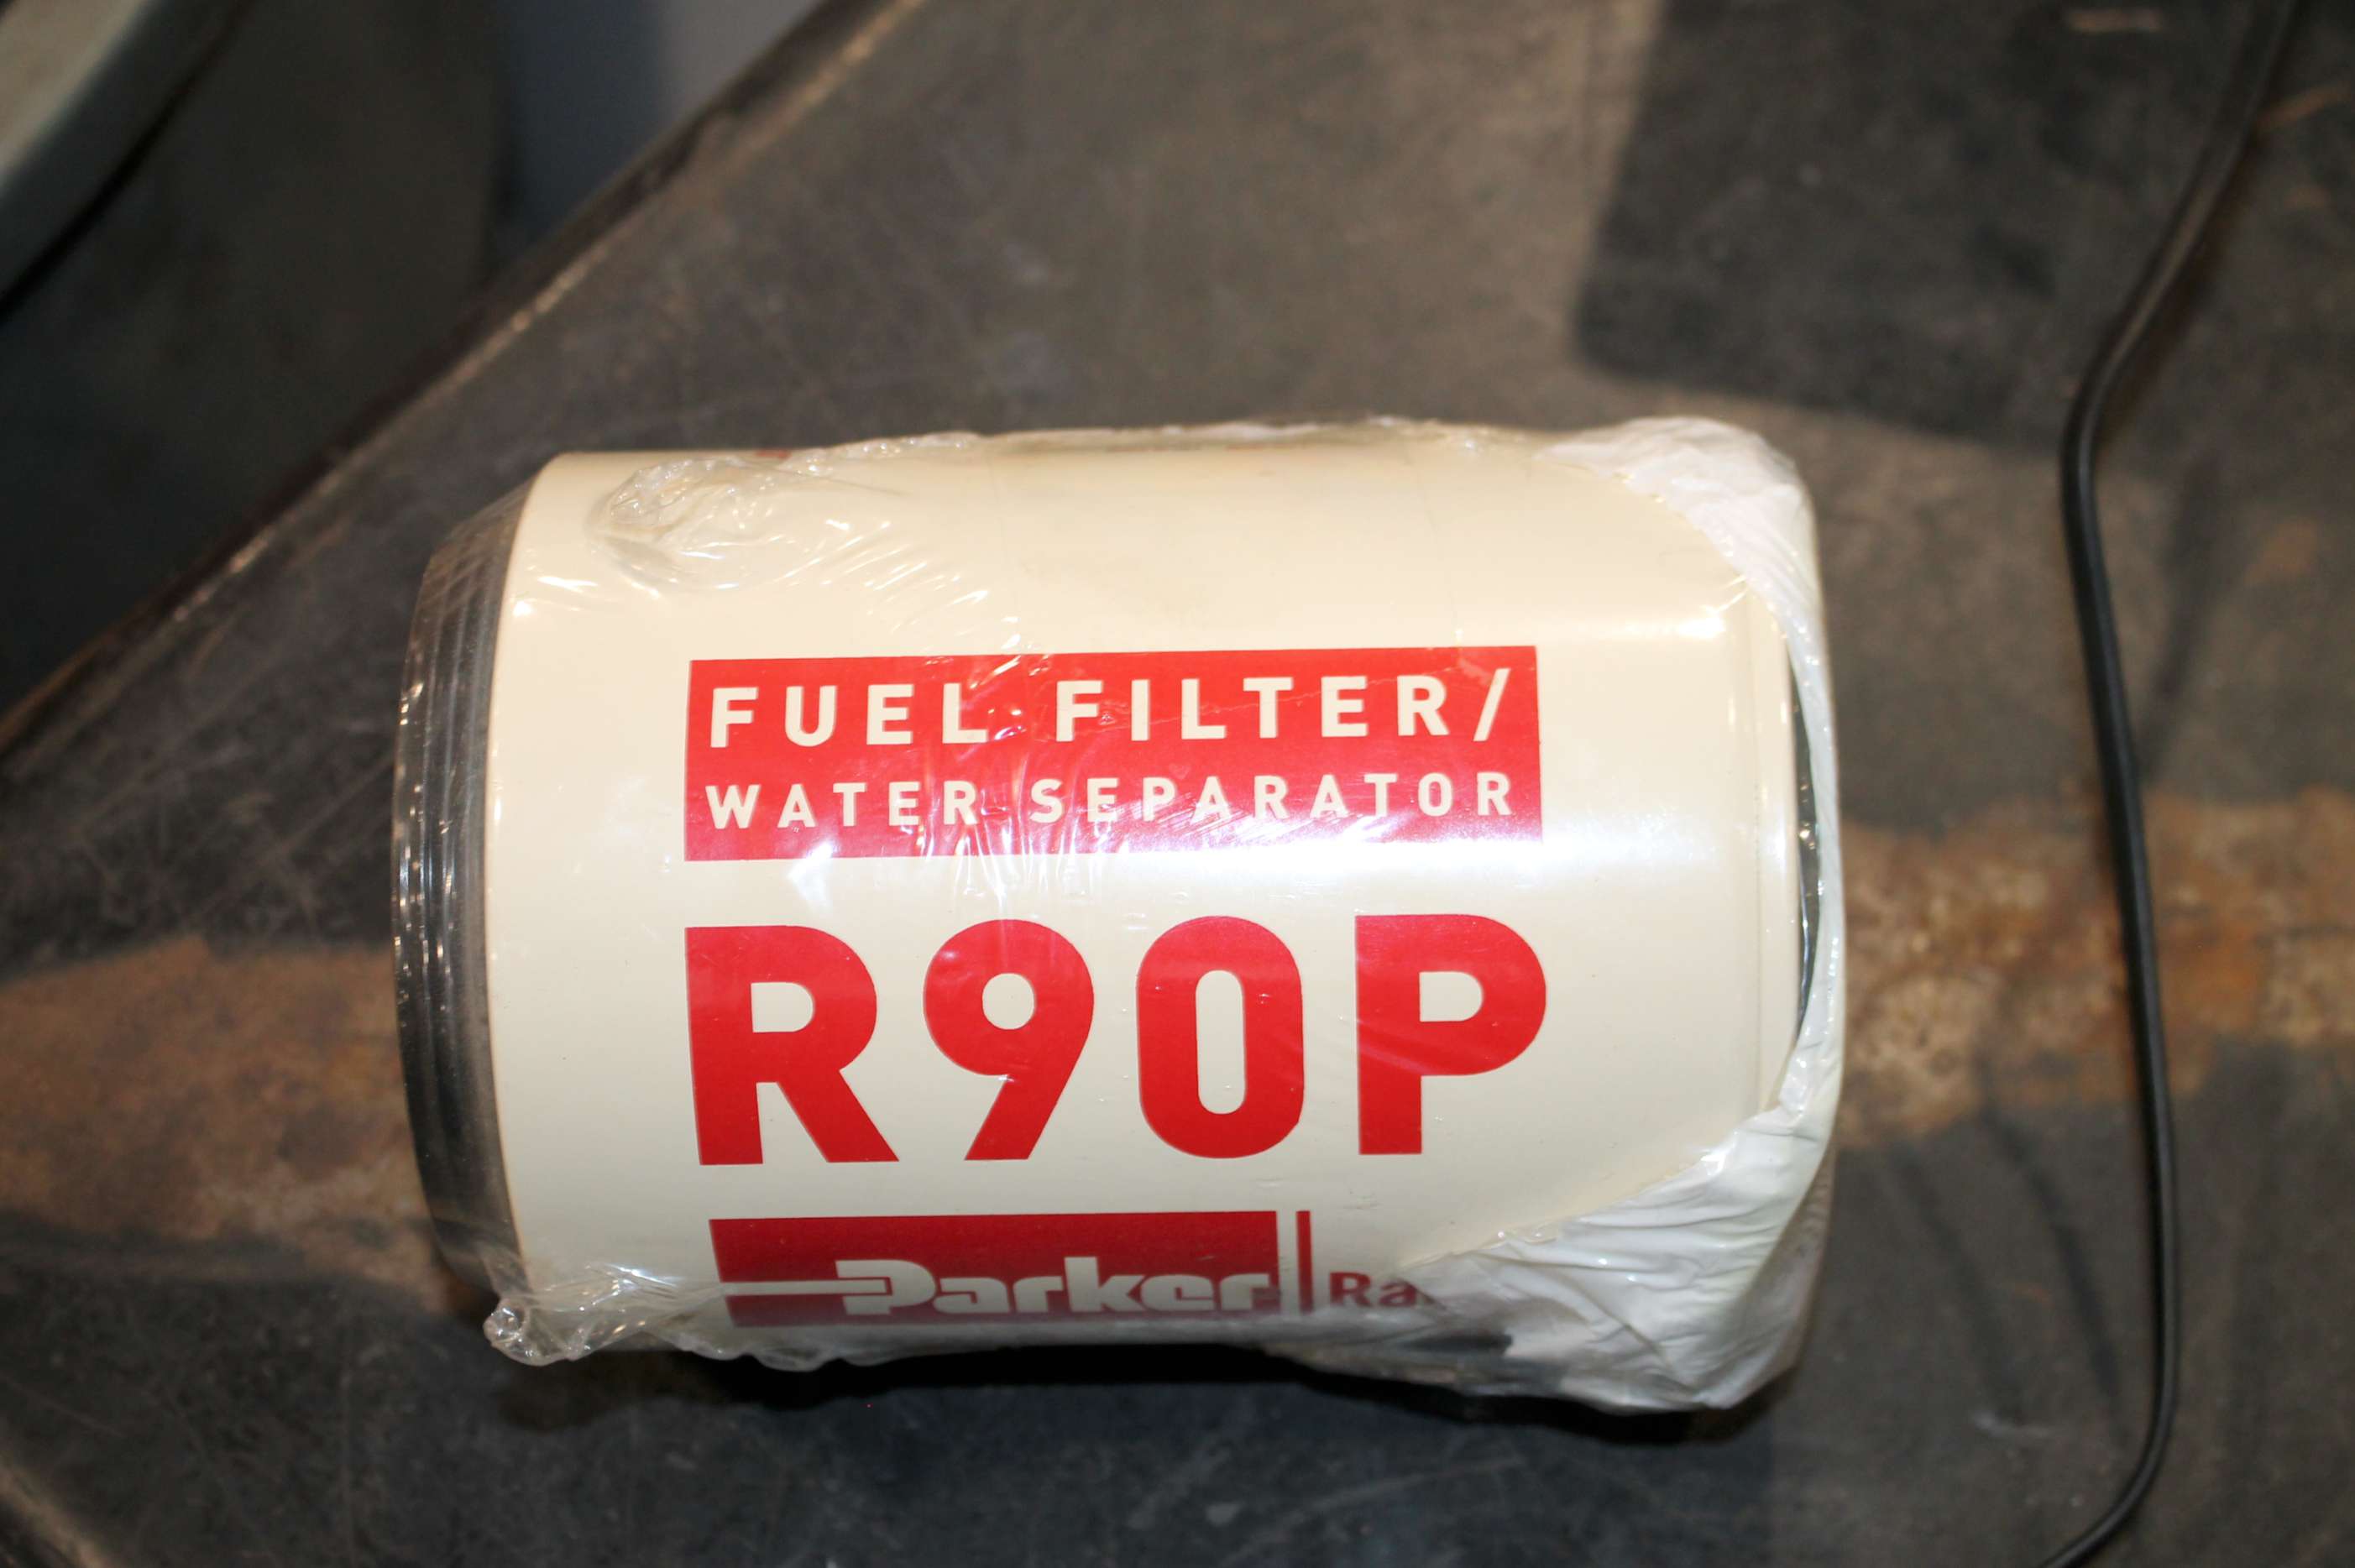 FUEL FILTER/
WATER SEPARATOR
R90P
Parker